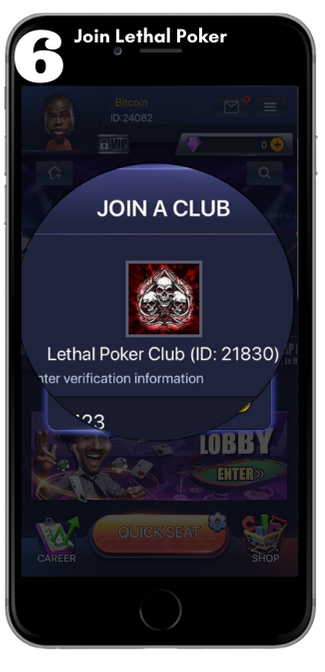 6
Join Lethal Poker
Bitcoin
ID:24082
VIP
0
JOIN A CLUB
Lethal Poker Club (ID: 21830)
nter verification information
123
LOBBY
ENTER »
QUICK SEAT
CAREER
SHOP